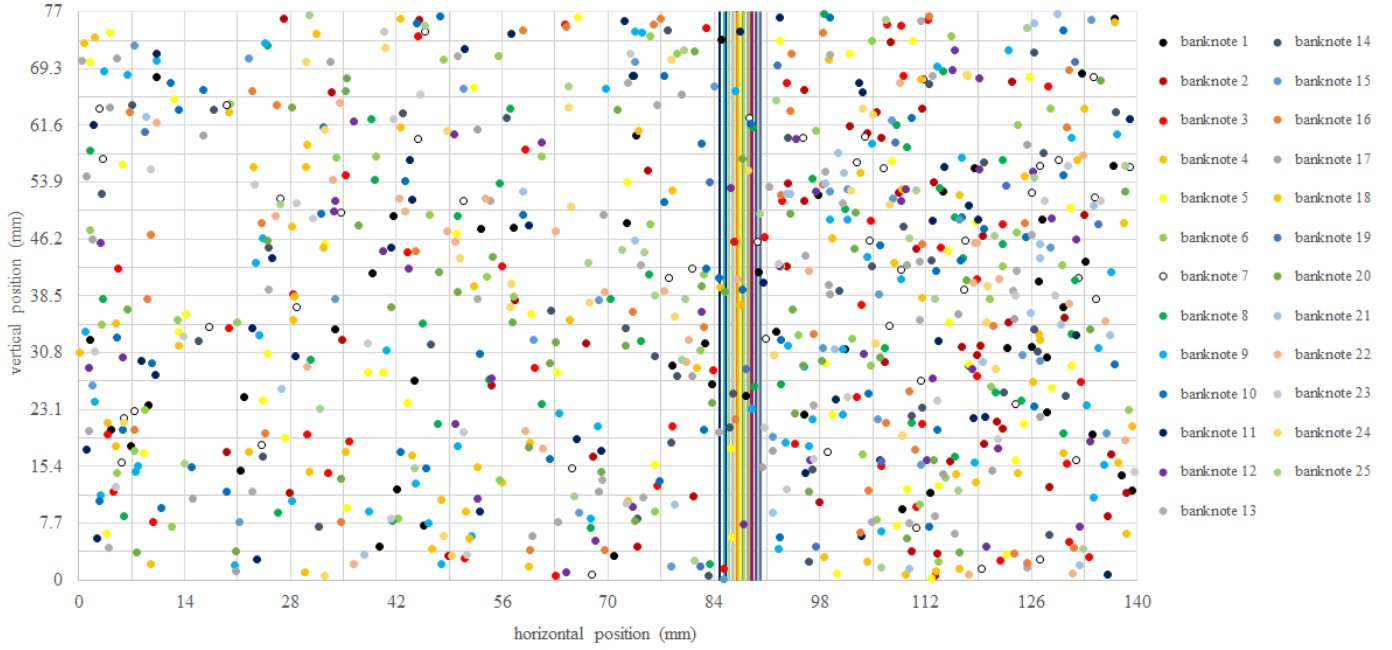 77
69.3
61.6
53.9
46.2
38.5
30.8
23.1
15.4
7.7
0
vertical position (mm)
0 14 28 42 56 70 84 98 112 126 140
horizontal position (mm)
banknote 1
banknote 2
banknote 3
banknote 4
banknote 5
banknote 6
banknote 7
banknote 8
banknote 9
banknote 10
banknote 11
banknote 12
banknote 13
banknote 14
banknote 15
banknote 16
banknote 17
banknote 18
banknote 19
banknote 20
banknote 21
banknote 22
banknote 23
banknote 24
banknote 25